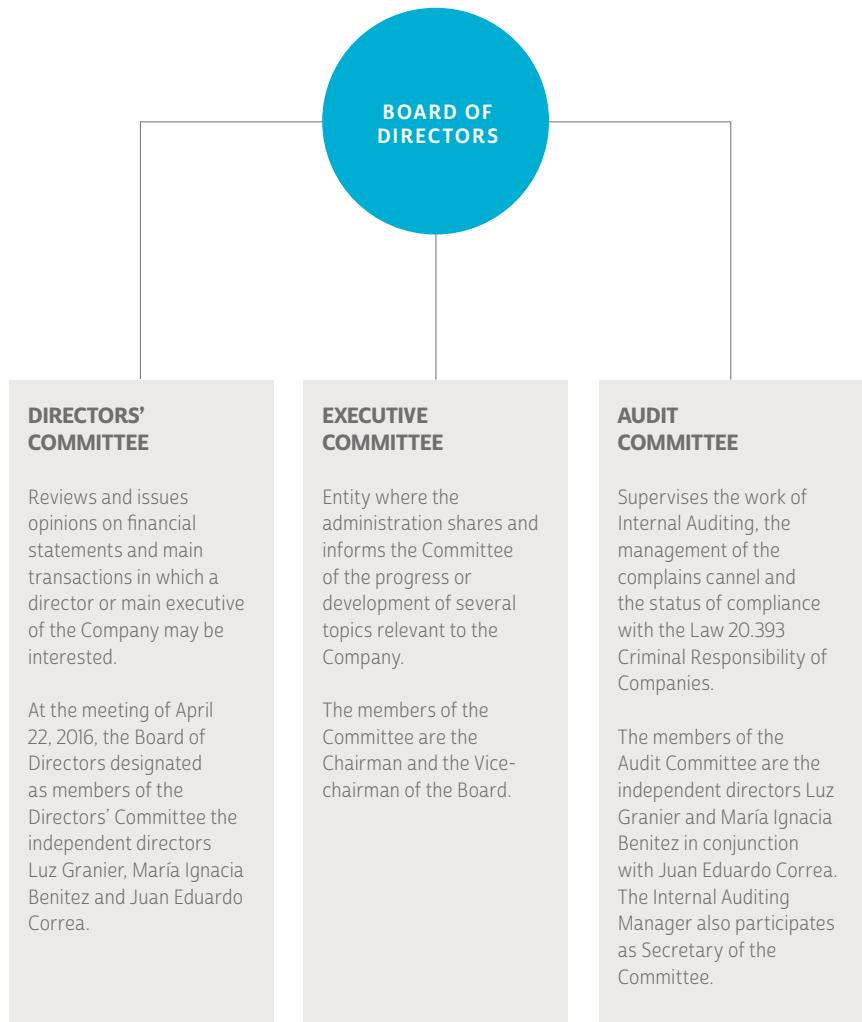 BOARD OF
DIRECTORS
DIRECTORS’
COMMITTEE
Reviews and issues
opinions on financial
statements and main
transactions in which a
director or main executive
of the Company may be
interested.
At the meeting of April
22, 2016, the Board of
Directors designated
as members of the
Directors’ Committee the
independent directors
Luz Granier, María Ignacia
Benitez and Juan Eduardo
Correa.
EXECUTIVE
COMMITTEE
Entity where the
administration shares and
informs the Committee
of the progress or
development of several
topics relevant to the
Company.
The members of the
Committee are the
Chairman and the Vice-
chairman of the Board.
AUDIT
COMMITTEE
Supervises the work of
Internal Auditing, the
management of the
complains cannel and
the status of compliance
with the Law 20.393
Criminal Responsibility of
Companies.
The members of the
Audit Committee are the
independent directors Luz
Granier and María Ignacia
Benitez in conjunction
with Juan Eduardo Correa.
The Internal Auditing
Manager also participates
as Secretary of the
Committee.